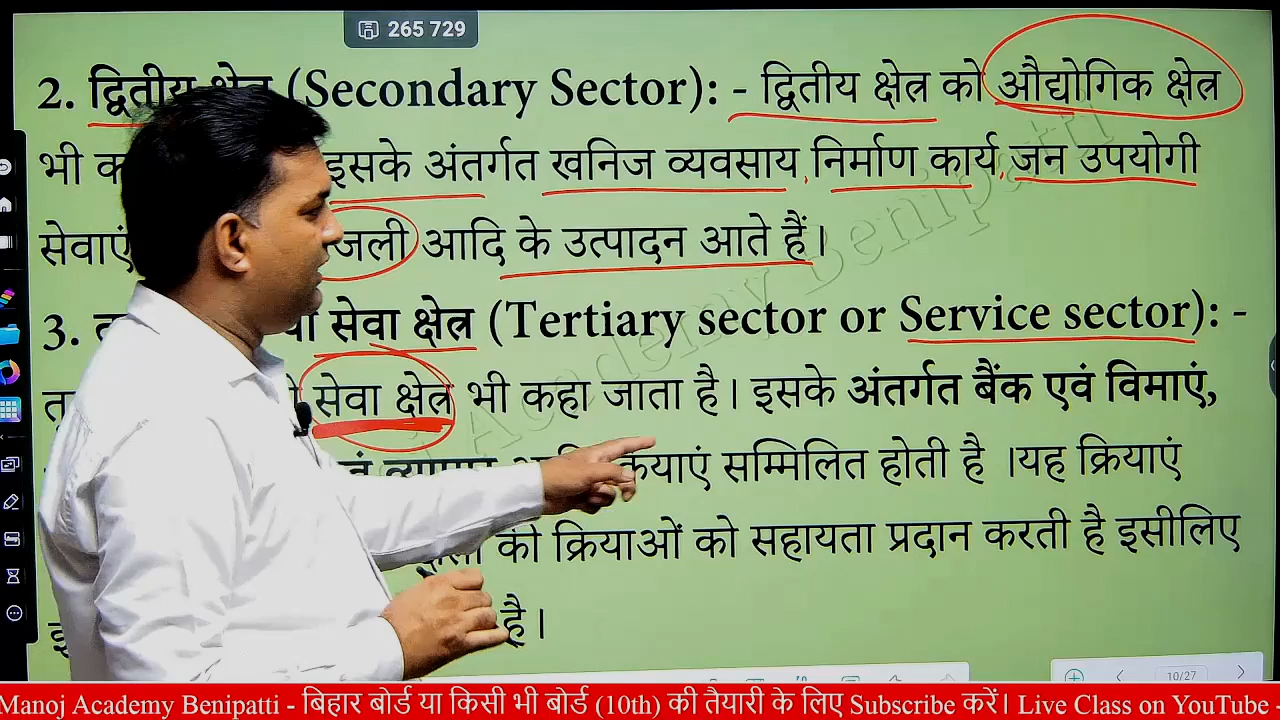 265 729
2. द्वितीय क्षेत्र (Secondary Sector): - द्वितीय क्षेत्र को औद्योगिक क्षेत्र
भी इसके अंतर्गत खनिज व्यवसाय निर्माण कार्य जन उपयोगी
सेवाएं आदि के उत्पादन आते हैं।
3. सेवा क्षेत्र (Tertiary sector or Service sector): -
सेवा क्षेत्र भी कहा जाता है। इसके अंतर्गत बैंक एवं विमाएं,
सम्मिलित होती है ।यह क्रियाएं
की क्रियाओं को सहायता प्रदान करती है इसीलिए
है।
Academy Benipatti
10/27
Manoj Academy Benipatti - बिहार बोर्ड या किसी भी बोर्ड (10th) की तैयारी के लिए Subscribe करें। Live Class on YouTube -